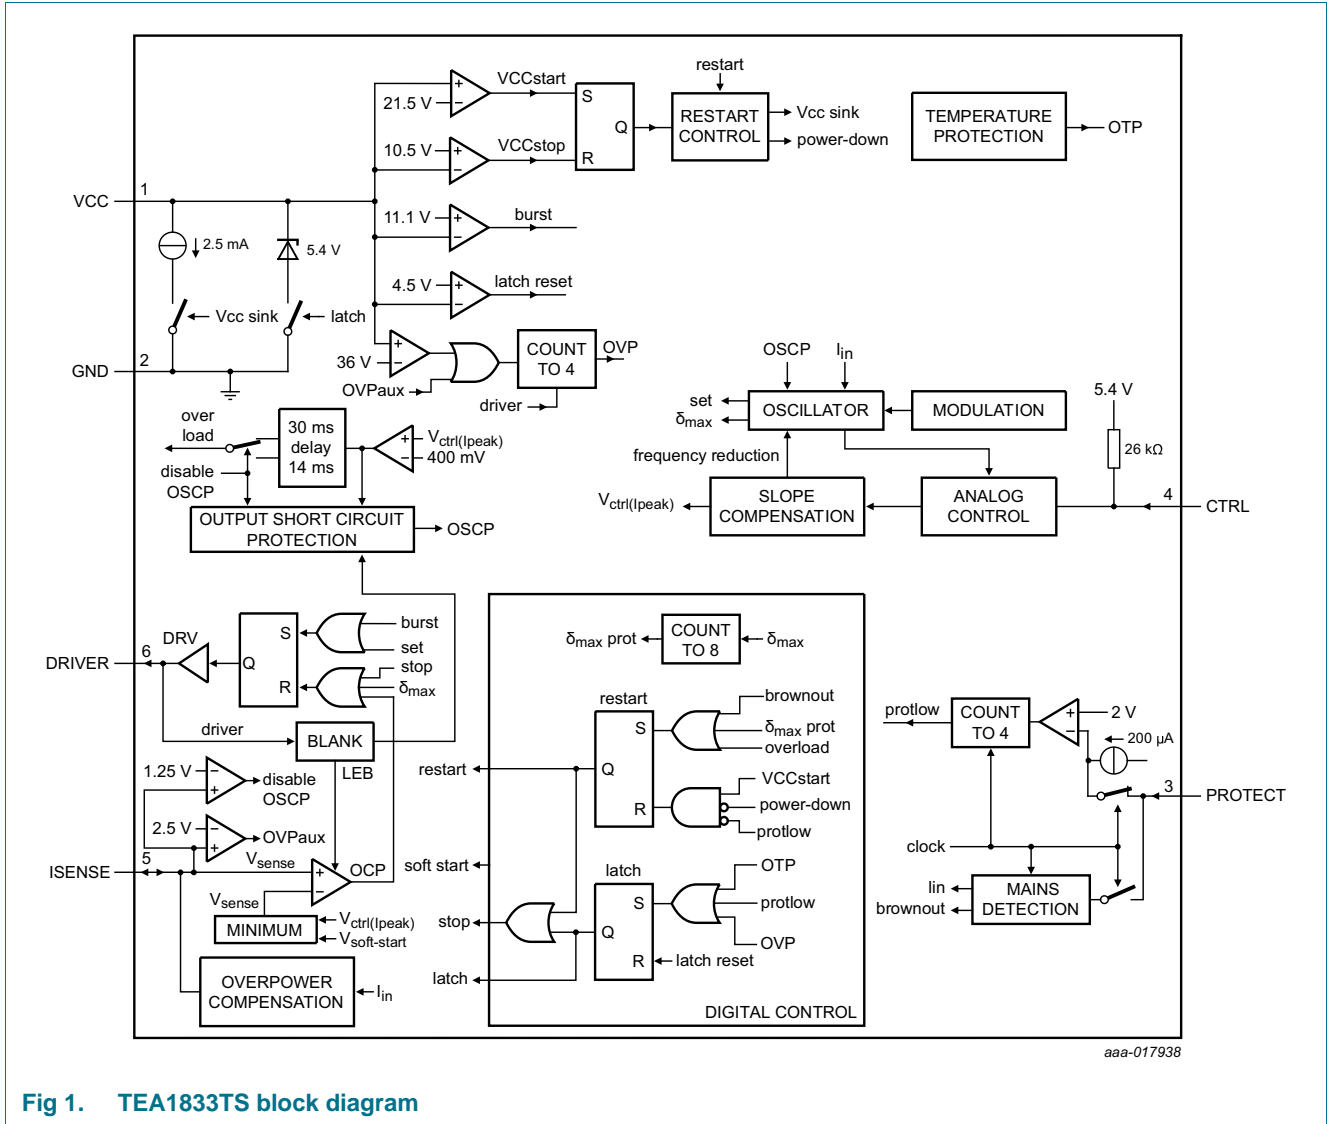 restart
VCCstart
21.5 V
S
Q
R
RESTART
CONTROL
Vcc sink
power-down
TEMPERATURE
PROTECTION
OTP
10.5 V
VCCstop
VCC
1
11.1 V
burst
2.5 mA
5.4 V
4.5 V
latch reset
Vcc sink
latch
GND
2
36 V
OVPaux
COUNT
TO 4
OVP
driver
OSCP
Iin
set
δmax
OSCILLATOR
MODULATION
5.4 V
26 kΩ
frequency reduction
over
load
30 ms
delay
14 ms
Vctrl(Ipeak)
400 mV
disable
OSCP
OUTPUT SHORT CIRCUIT
PROTECTION
OSCP
Vctrl(Ipeak)
SLOPE
COMPENSATION
ANALOG
CONTROL
4
CTRL
DRV
6
DRIVER
S
Q
R
burst
set
stop
δmax
driver
BLANK
LEB
1.25 V
disable
OSCP
2.5 V
OVPaux
5
ISENSE
Vsense
OCP
Vsense
MINIMUM
Vctrl(Ipeak)
Vsoft-start
OVERPOWER
COMPENSATION
Iin
δmax prot
COUNT
TO 8
δmax
restart
S
Q
R
brownout
δmax prot
overload
VCCstart
power-down
protlow
restart
soft start
stop
latch
latch
S
Q
R
OTP
protlow
OVP
latch reset
DIGITAL CONTROL
protlow
COUNT
TO 4
2 V
200 µA
3
PROTECT
clock
Iin
brownout
MAINS
DETECTION
aaa-017938
Fig 1. TEA1833TS block diagram